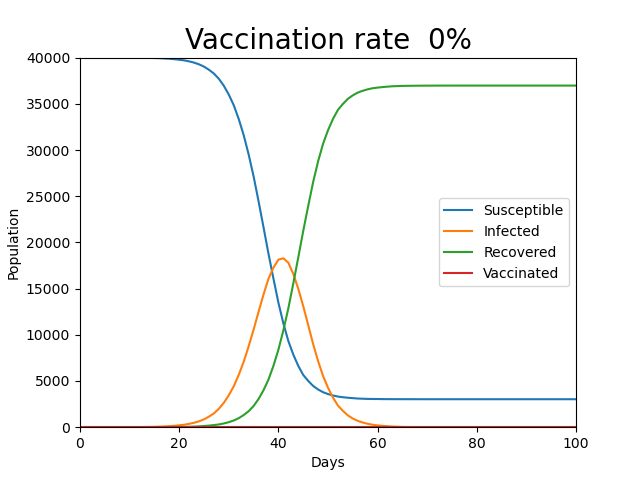 Vaccination rate  0%
40000
35000
30000
25000
20000
15000
10000
5000
0
Population
Susceptible
Infected
Recovered
Vaccinated
0 20 40 60 80 100
Days